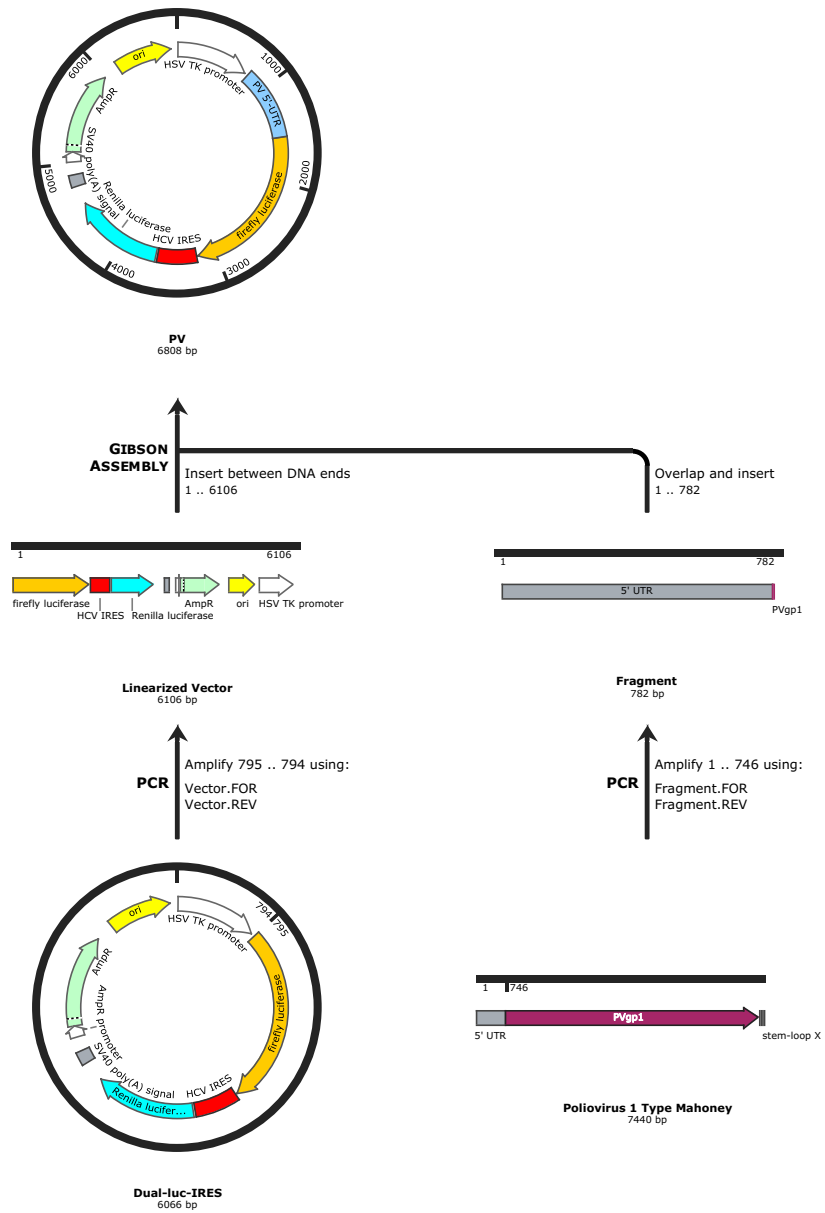 ori
HSV TK promoter
1000
6000
AmpR
PV 5'-UTR
SV40 poly(A) signal
5000
2000
Renilla luciferase
firefly luciferase
HCV IRES
4000
3000
PV
6808 bp
GIBSON
ASSEMBLY
Insert between DNA ends
1 .. 6106
Overlap and insert
1 .. 782
1 6106
firefly luciferase
HCV IRES
Renilla luciferase
AmpR
ori
HSV TK promoter
Linearized Vector
6106 bp
1 782
5' UTR
PVgp1
Fragment
782 bp
PCR
Amplify 795 .. 794 using:
Vector.FOR
Vector.REV
PCR
Amplify 1 .. 746 using:
Fragment.FOR
Fragment.REV
ori
HSV TK promoter
794 795
AmpR
AmpR promoter
SV40 poly(A) signal
firefly luciferase
HCV IRES
Renilla lucifer...
Dual-luc-IRES
6066 bp
1 746
PVgp1
5' UTR
stem-loop X
Poliovirus 1 Type Mahoney
7440 bp